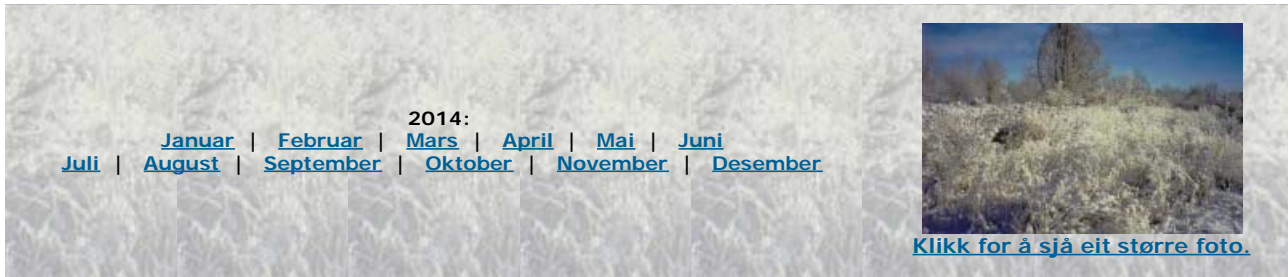 2014:
Januar | Februar | Mars | April | Mai | Juni
Juli | August | September | Oktober | November | Desember
Klikk for å sjå eit større foto.